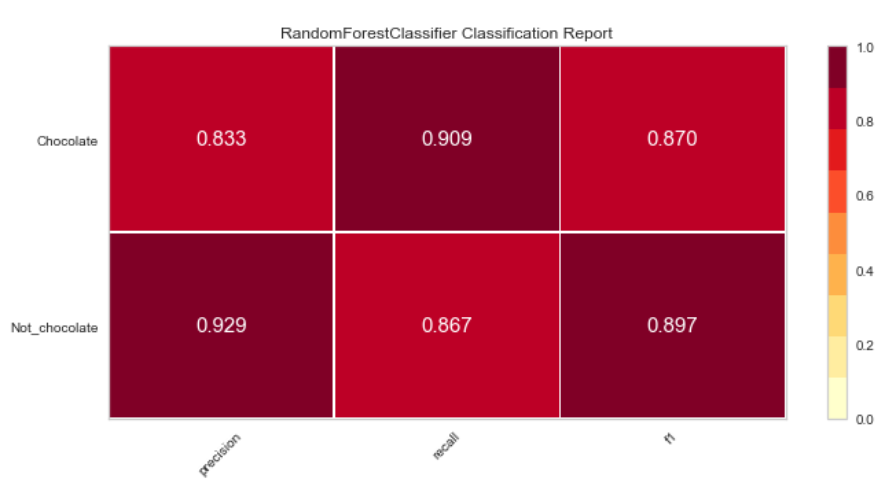 RandomForestClassifier Classification Report
Chocolate 0.833 0.909 0.870
Not_chocolate 0.929 0.867 0.897
precision recall f1
1.0
0.8
0.6
0.4
0.2
0.0